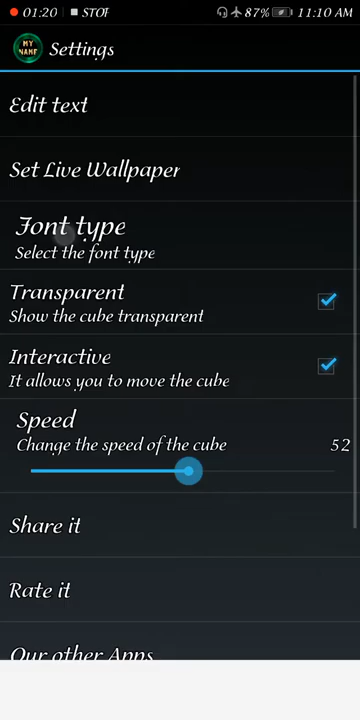 01:20 STOP 87% 11:10 AM
MY NAME Settings
Edit text
Set Live Wallpaper
Font type
Select the font type
Transparent
Show the cube transparent
Interactive
It allows you to move the cube
Speed
Change the speed of the cube 52
Share it
Rate it
Our other Apps